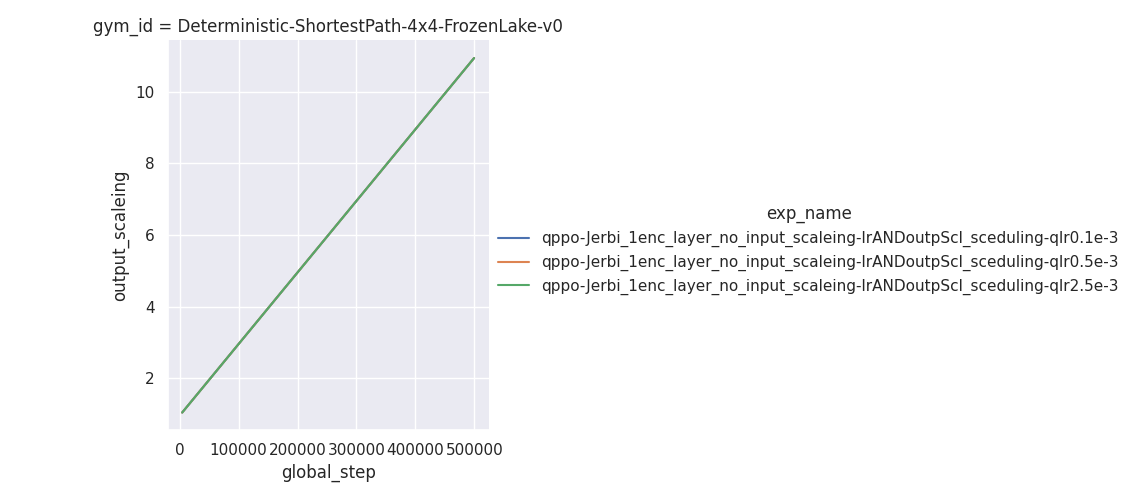 gym_id = Deterministic-ShortestPath-4x4-FrozenLake-v0
10
8
6
4
2
output_scaleing
0 100000 200000 300000 400000 500000
global_step
exp_name
qppo-Jerbi_1enc_layer_no_input_scaleing-lrANDoutpScl_sceduling-qlr0.1e-3
qppo-Jerbi_1enc_layer_no_input_scaleing-lrANDoutpScl_sceduling-qlr0.5e-3
qppo-Jerbi_1enc_layer_no_input_scaleing-lrANDoutpScl_sceduling-qlr2.5e-3